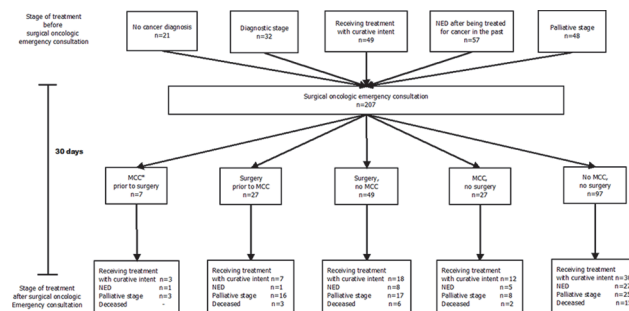 Stage of treatment
before
surgical oncologic
emergency consultation
No cancer diagnosis
n=21
Diagnostic stage
n=32
Receiving treatment
with curative intent
n=49
NED after being treated
for cancer in the past
n=57
Palliative stage
n=48
Surgical oncologic emergency consultation
n=207
30 days
MCC*
prior to surgery
n=7
Surgery
prior to MCC
n=27
Surgery,
no MCC
n=49
MCC,
no surgery
n=27
No MCC,
no surgery
n=97
Stage of treatment
after surgical oncologic
Emergency consultation
Receiving treatment
with curative intent n=3
NED n=1
Palliative stage n=3
Deceased -
Receiving treatment
with curative intent n=7
NED n=1
Palliative stage n=16
Deceased n=3
Receiving treatment
with curative intent n=18
NED n=8
Palliative stage n=17
Deceased n=6
Receiving treatment
with curative intent n=12
NED n=5
Palliative stage n=8
Deceased n=2
Receiving treatment
with curative intent
NED
Palliative stage
Deceased